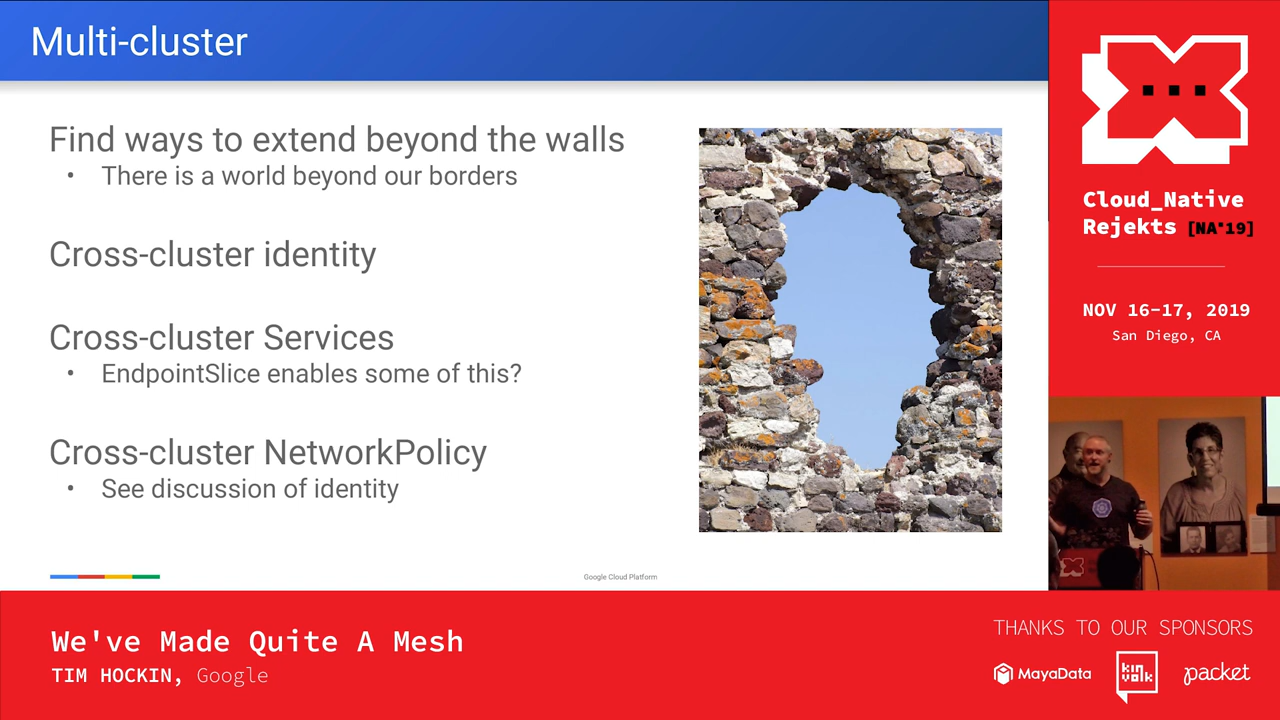 Multi-cluster
Find ways to extend beyond the walls
• There is a world beyond our borders
Cross-cluster identity
Cross-cluster Services
• EndpointSlice enables some of this?
Cross-cluster NetworkPolicy
• See discussion of identity
Google Cloud Platform
Cloud_Native
Rejekts [NA'19]
NOV 16-17, 2019
San Diego, CA
We've Made Quite A Mesh
TIM HOCKIN, Google
THANKS TO OUR SPONSORS
MayaData
kinvolk
packet